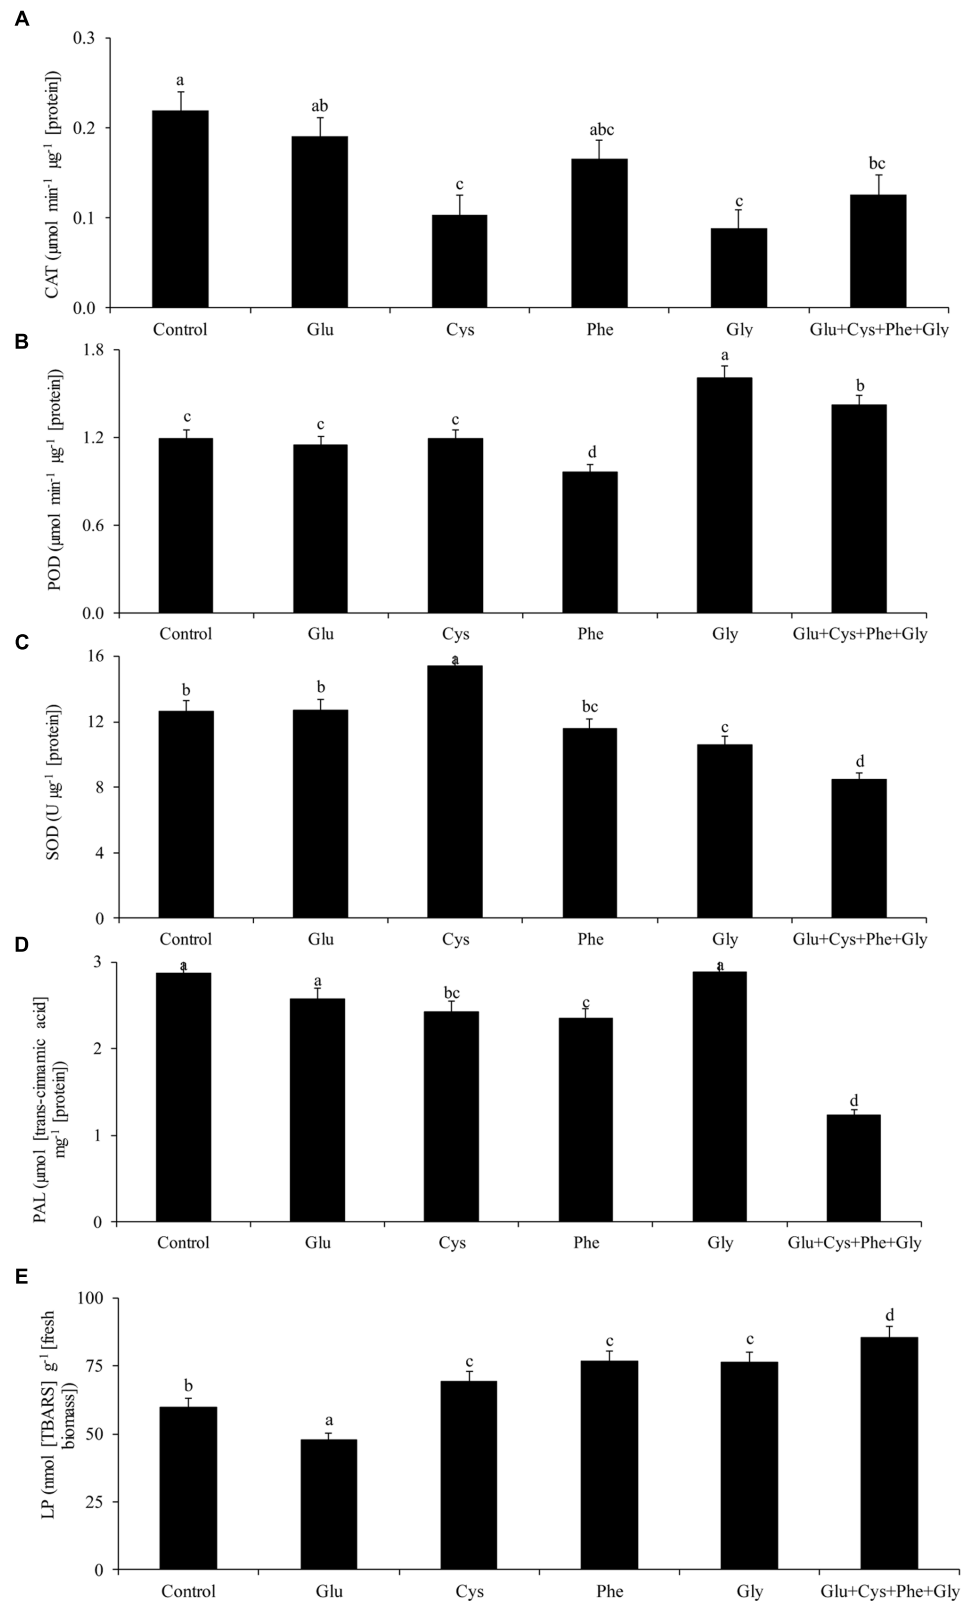 A
CAT (μmol min-1 μg-1 [protein])
0.3
0.2
0.1
0.0
a
ab
c
abc
c
bc
Control Glu Cys Phe Gly Glu+Cys+Phe+Gly
B
POD (μmol min-1 μg-1 [protein])
1.8
1.2
0.6
0.0
c
c
c
d
a
b
Control Glu Cys Phe Gly Glu+Cys+Phe+Gly
C
SOD (U μg-1 [protein])
16
12
8
4
0
b
b
a
bc
c
d
Control Glu Cys Phe Gly Glu+Cys+Phe+Gly
D
PAL (μmol [trans-cinnamic acid]
mg-1 [protein])
3
2
1
0
a
a
bc
c
a
d
Control Glu Cys Phe Gly Glu+Cys+Phe+Gly
E
LP (nmol [TBARS] g-1 [fresh
biomass])
100
75
50
25
0
b
a
c
c
c
d
Control Glu Cys Phe Gly Glu+Cys+Phe+Gly